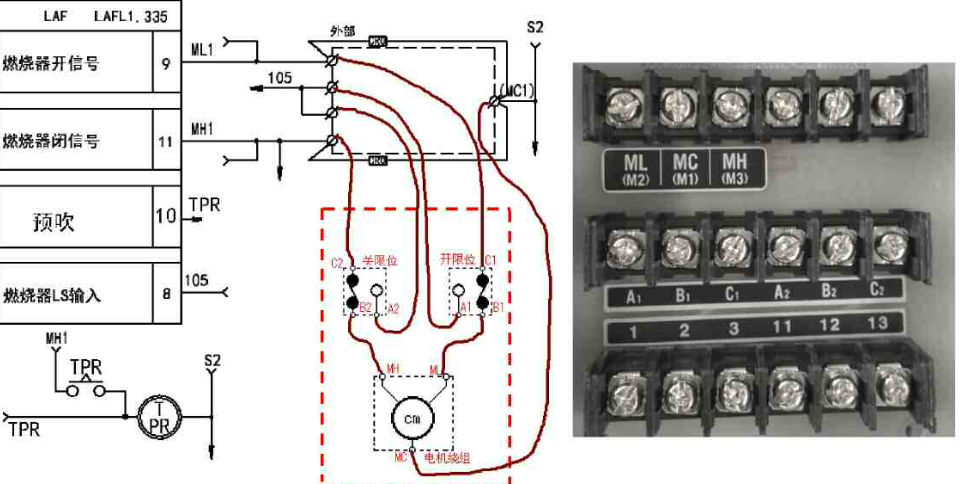 LAF LAFL1.335
燃烧器开信号 9
ML1
燃烧器闭信号 11
MH1
预吹 10
TPR
燃烧器LS输入 8
105
外部
CR0
S2
105
(MC1)
CR0
C2 关限位
开限位 C1
B2 A2
A1 B1
MH
ML
CM
MC 电机绕组
MH1
TPR
S2
T
PR
TPR
ML MC MH
(M2) (M1) (M3)
A1 B1 C1 A2 B2 C2
1 2 3 11 12 13